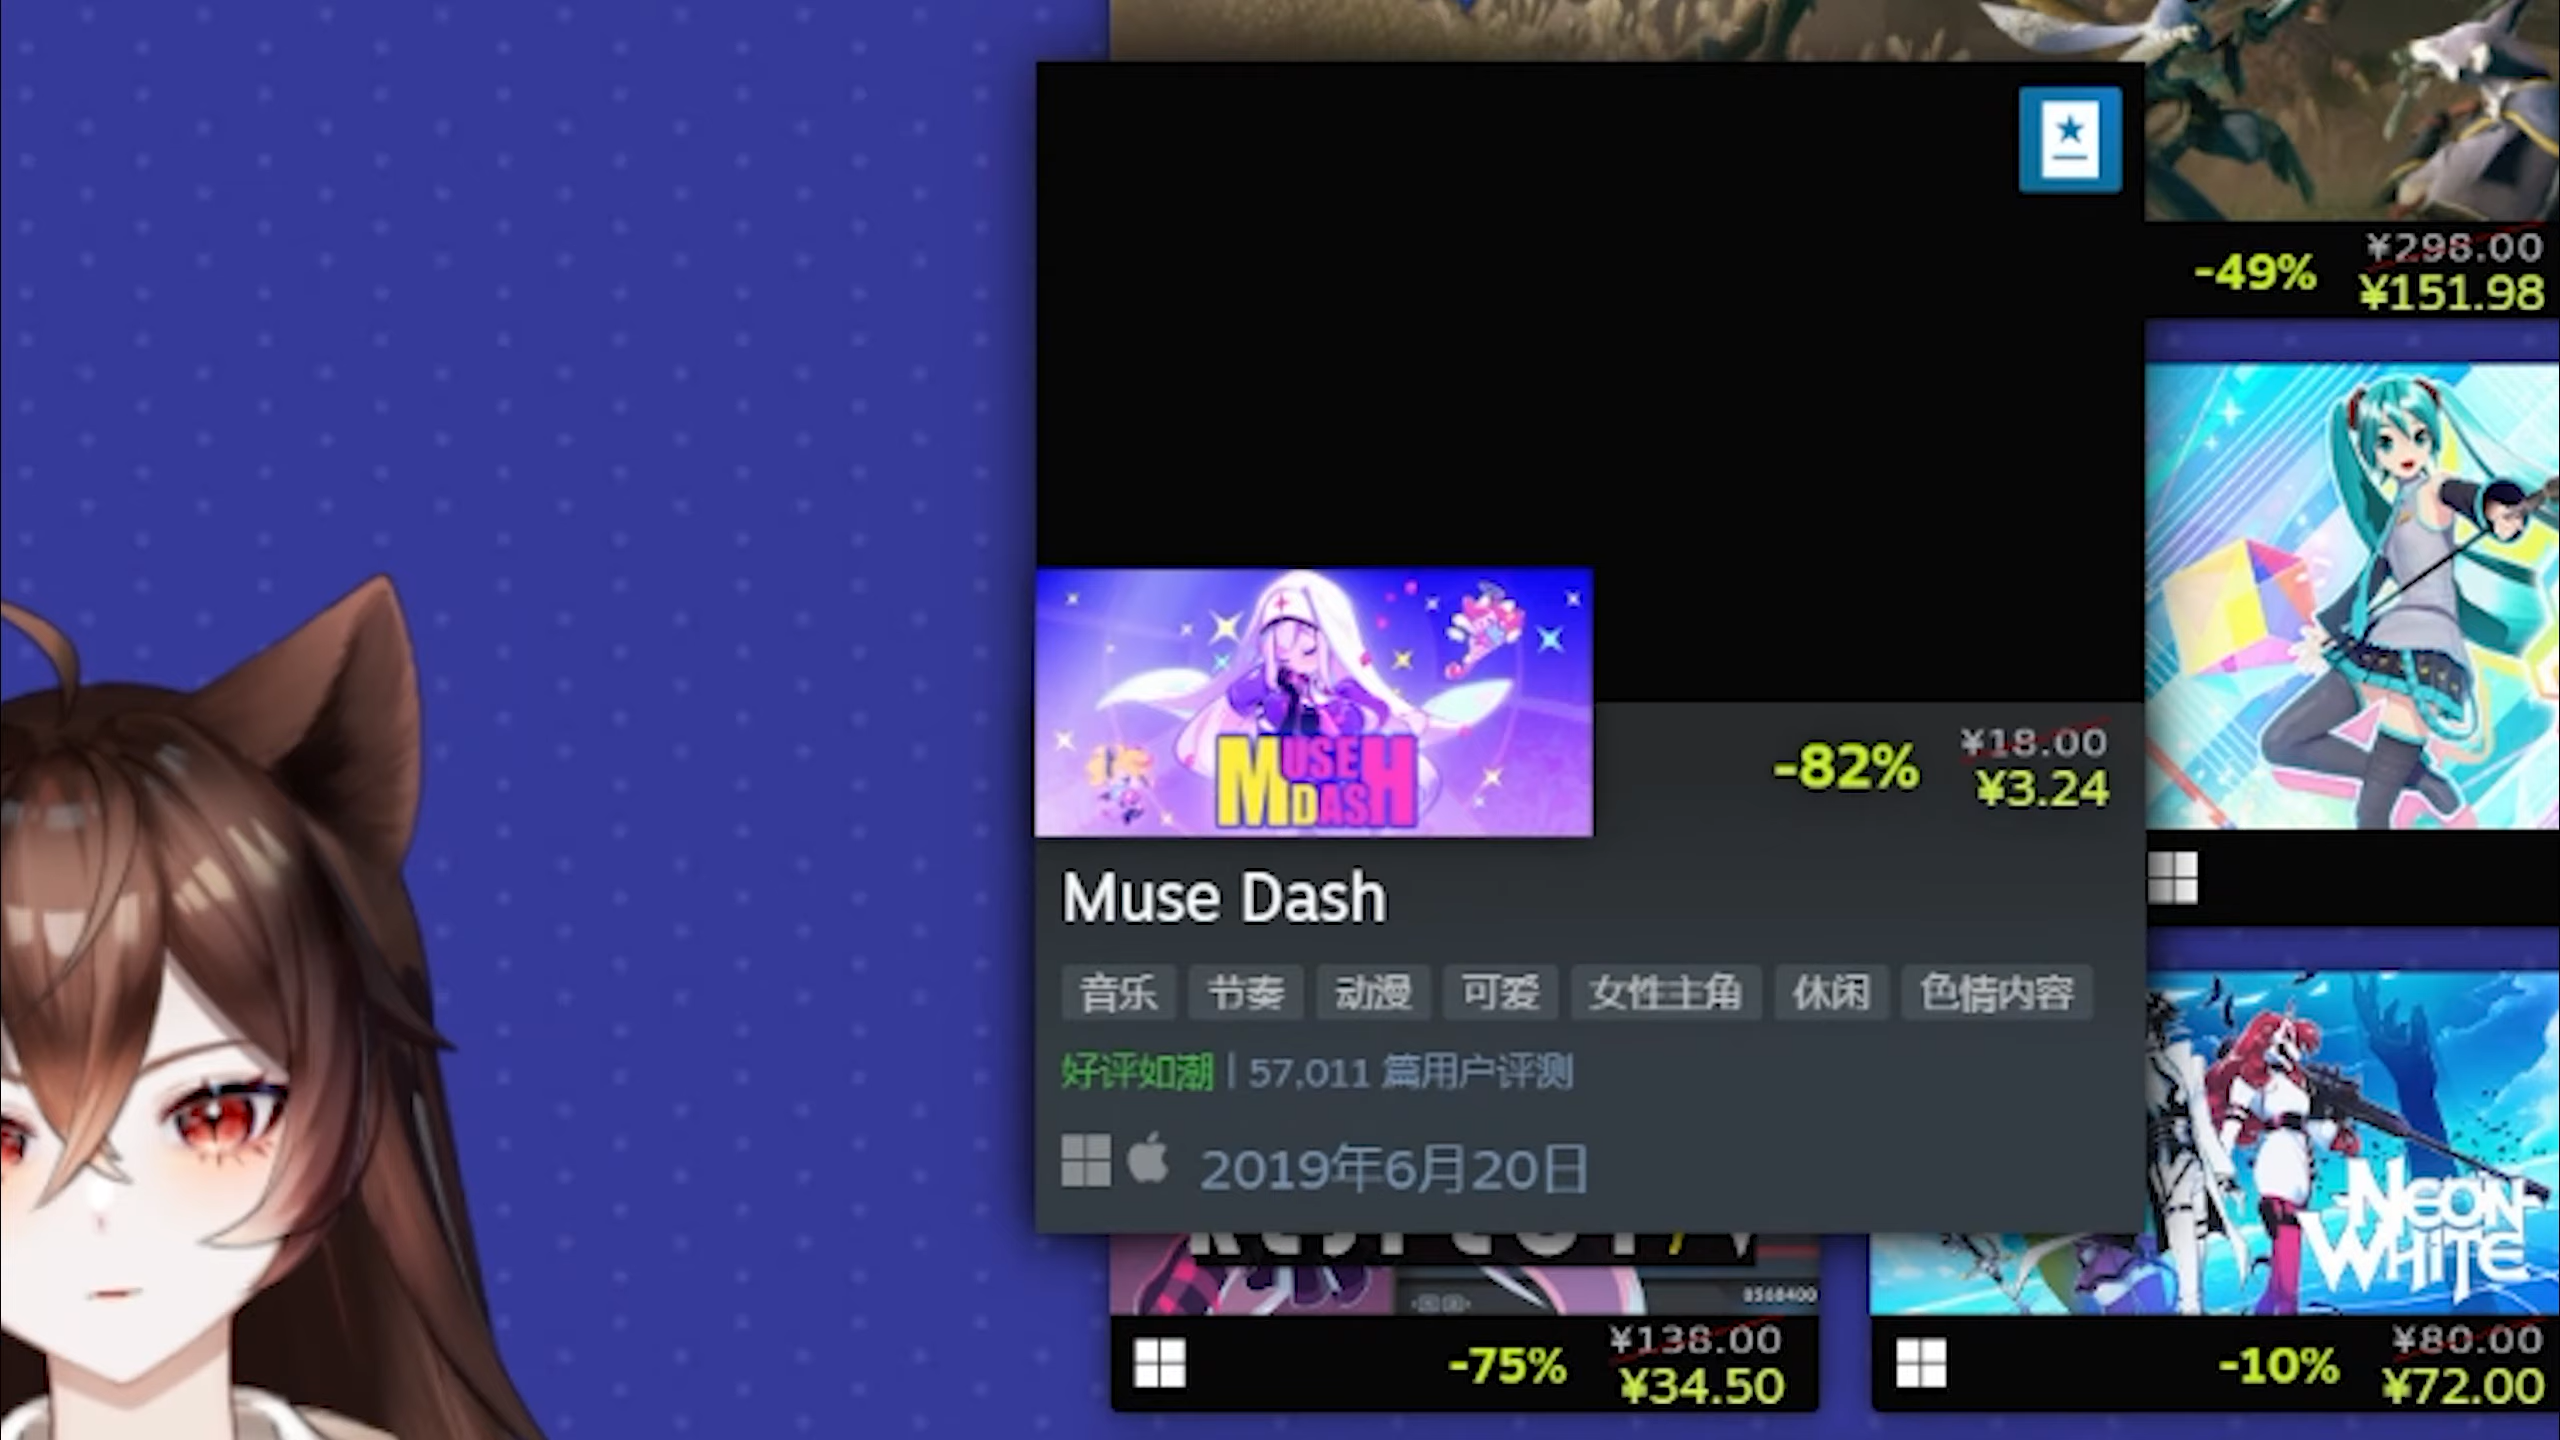 -49%
¥298.00
¥151.98
MUSE
DASH
-82%
¥18.00
¥3.24
Muse Dash
音乐 节奏 动漫 可爱 女性主角 休闲 色情内容
好评如潮 | 57,011 篇用户评测
2019年6月20日
NEON
WHITE
8568400
-75%
¥138.00
¥34.50
-10%
¥80.00
¥72.00